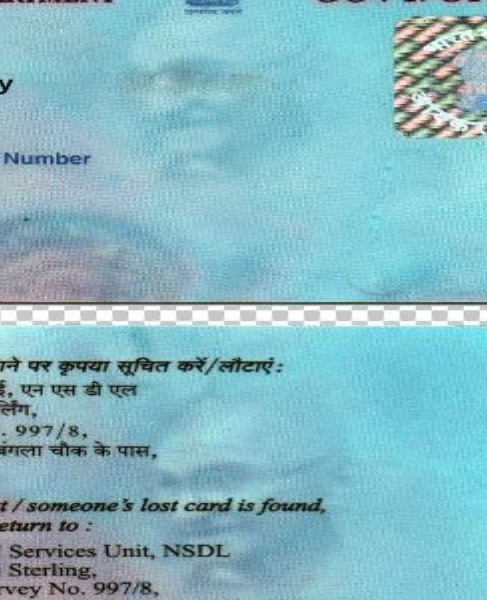 y
Number
ाने पर कृपया सूचित करें/लौटाएं:
ई, एन एस डी एल
र्लिंग,
. 997/8,
बंगला चौक के पास,
t / someone's lost card is found,
eturn to :
Services Unit, NSDL
i Sterling,
rvey No. 997/8,